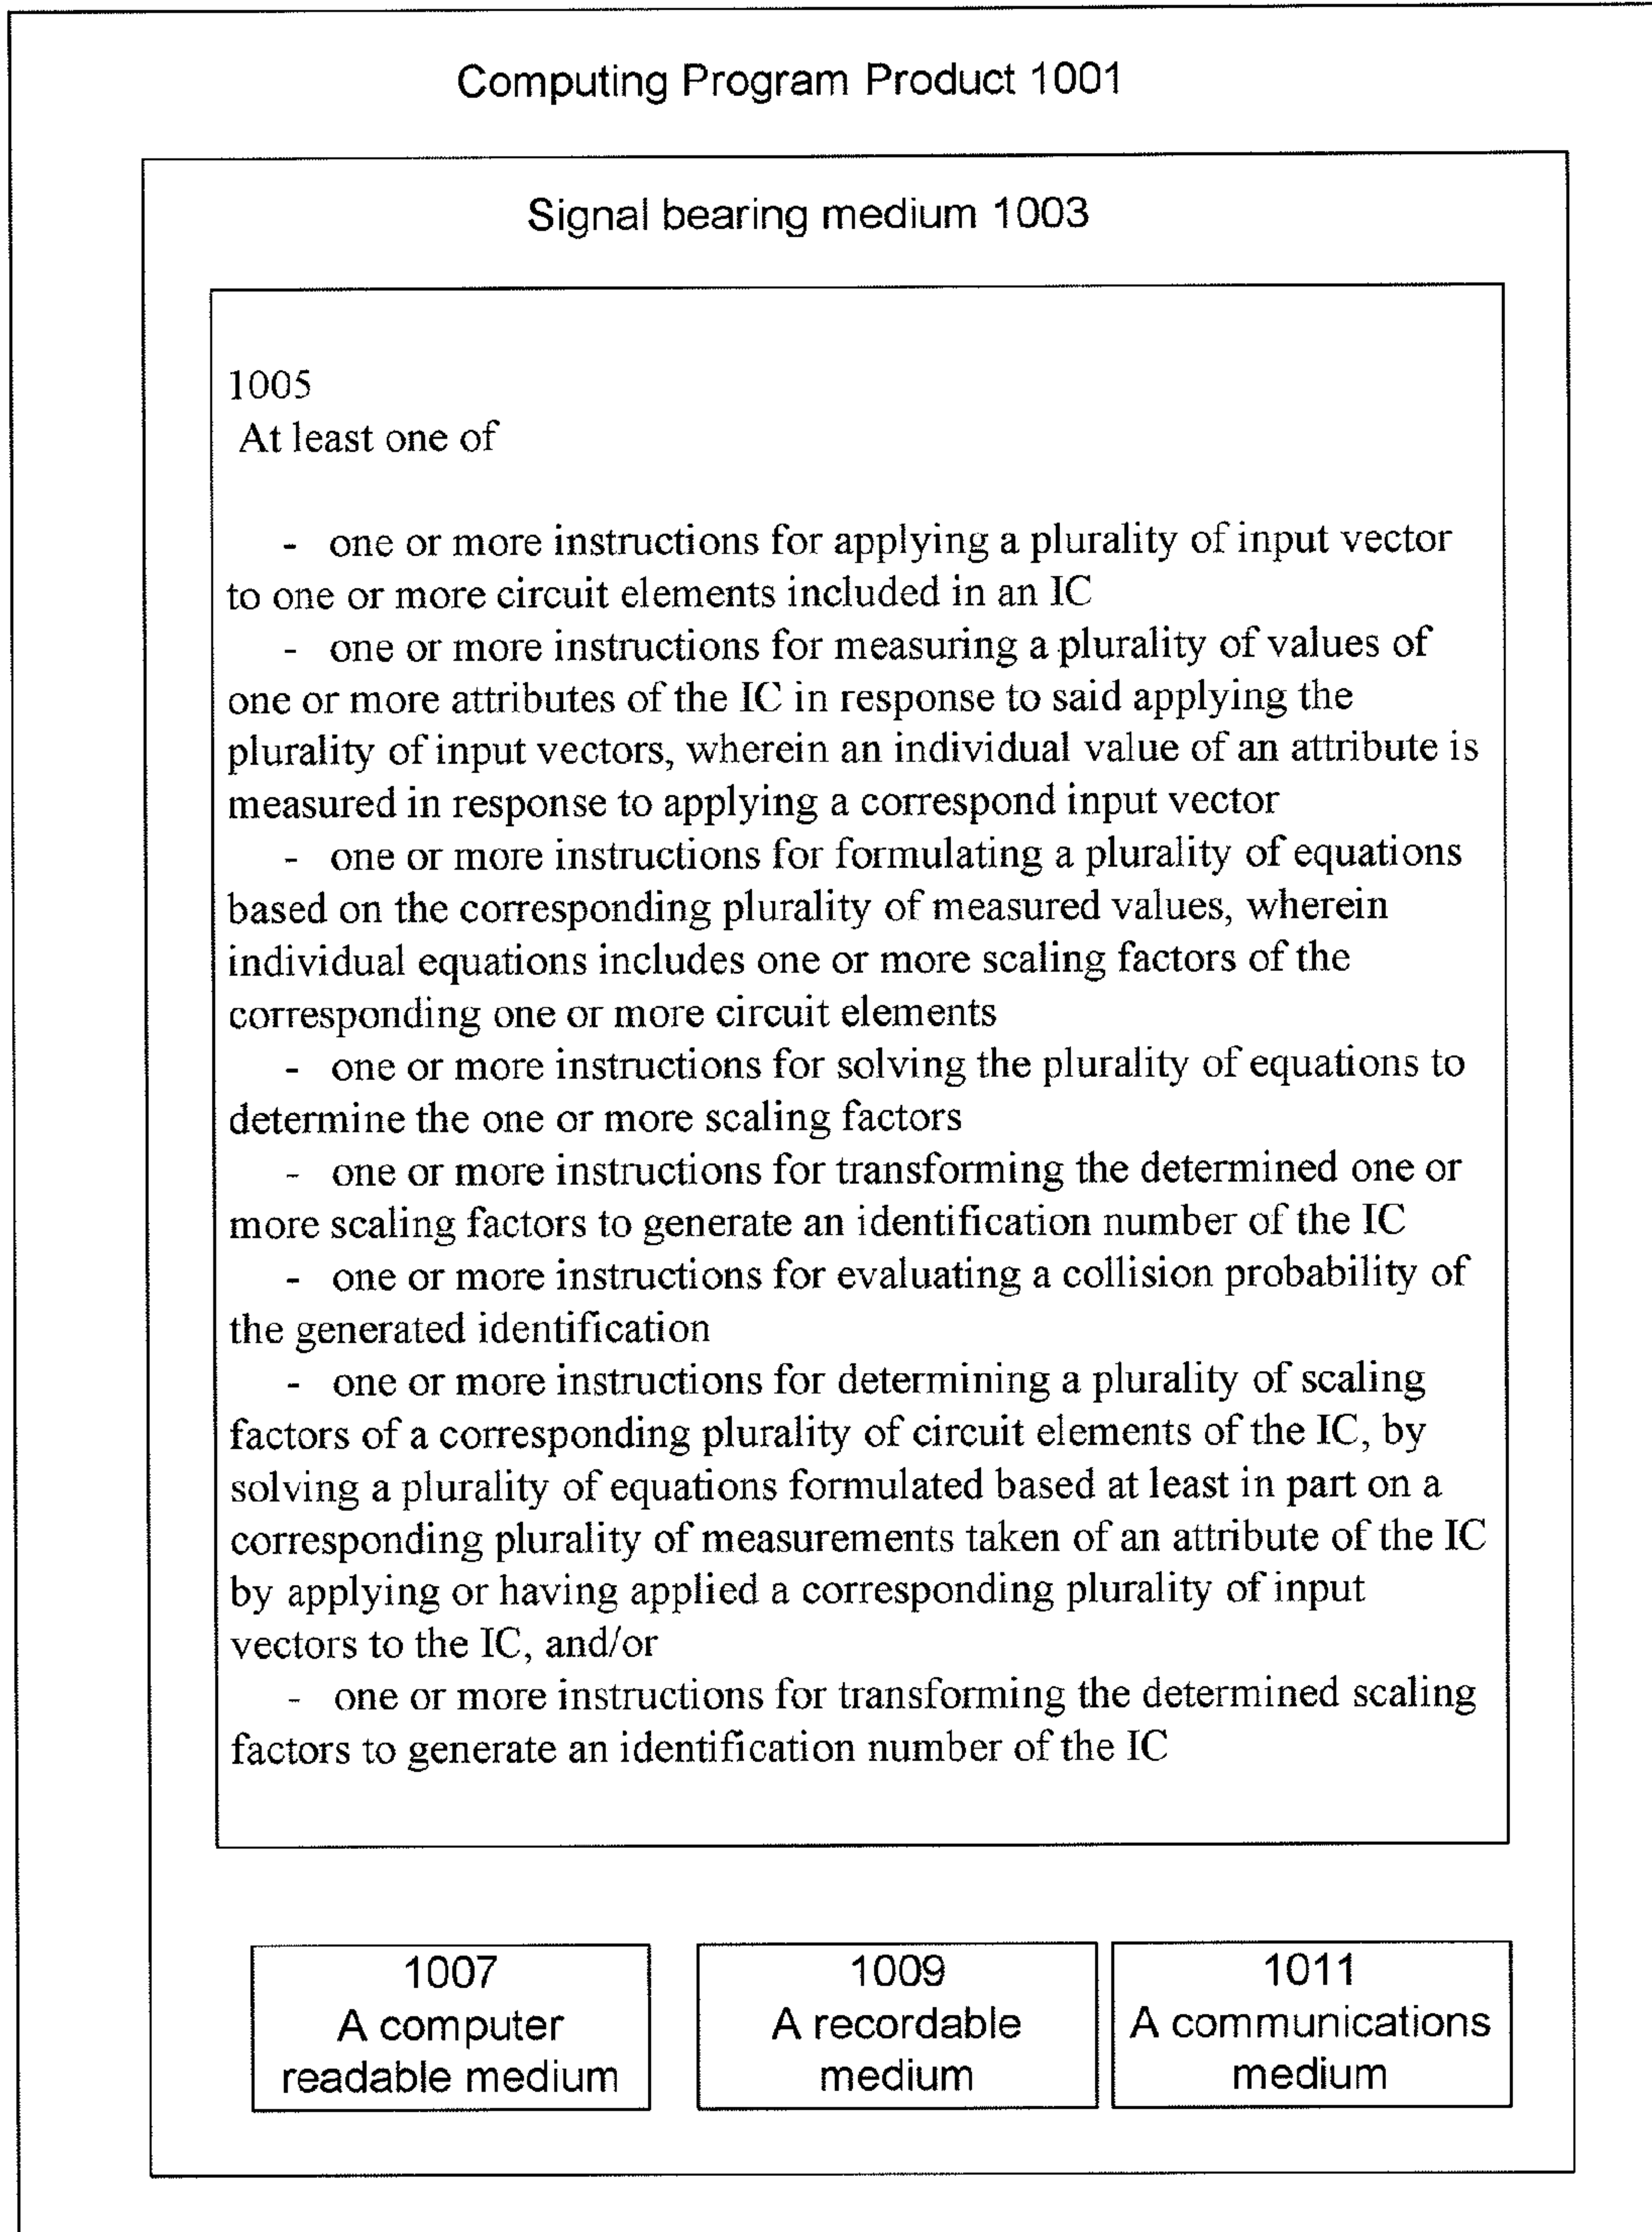 Computing Program Product 1001
Signal bearing medium 1003
1005
At least one of
- one or more instructions for applying a plurality of input vector
to one or more circuit elements included in an IC
- one or more instructions for measuring a plurality of values of
one or more attributes of the IC in response to said applying the
plurality of input vectors, wherein an individual value of an attribute is
measured in response to applying a correspond input vector
- one or more instructions for formulating a plurality of equations
based on the corresponding plurality of measured values, wherein
individual equations includes one or more scaling factors of the
corresponding one or more circuit elements
- one or more instructions for solving the plurality of equations to
determine the one or more scaling factors
- one or more instructions for transforming the determined one or
more scaling factors to generate an identification number of the IC
- one or more instructions for evaluating a collision probability of
the generated identification
- one or more instructions for determining a plurality of scaling
factors of a corresponding plurality of circuit elements of the IC, by
solving a plurality of equations formulated based at least in part on a
corresponding plurality of measurements taken of an attribute of the IC
by applying or having applied a corresponding plurality of input
vectors to the IC, and/or
- one or more instructions for transforming the determined scaling
factors to generate an identification number of the IC
1007
A computer
readable medium
1009
A recordable
medium
1011
A communications
medium